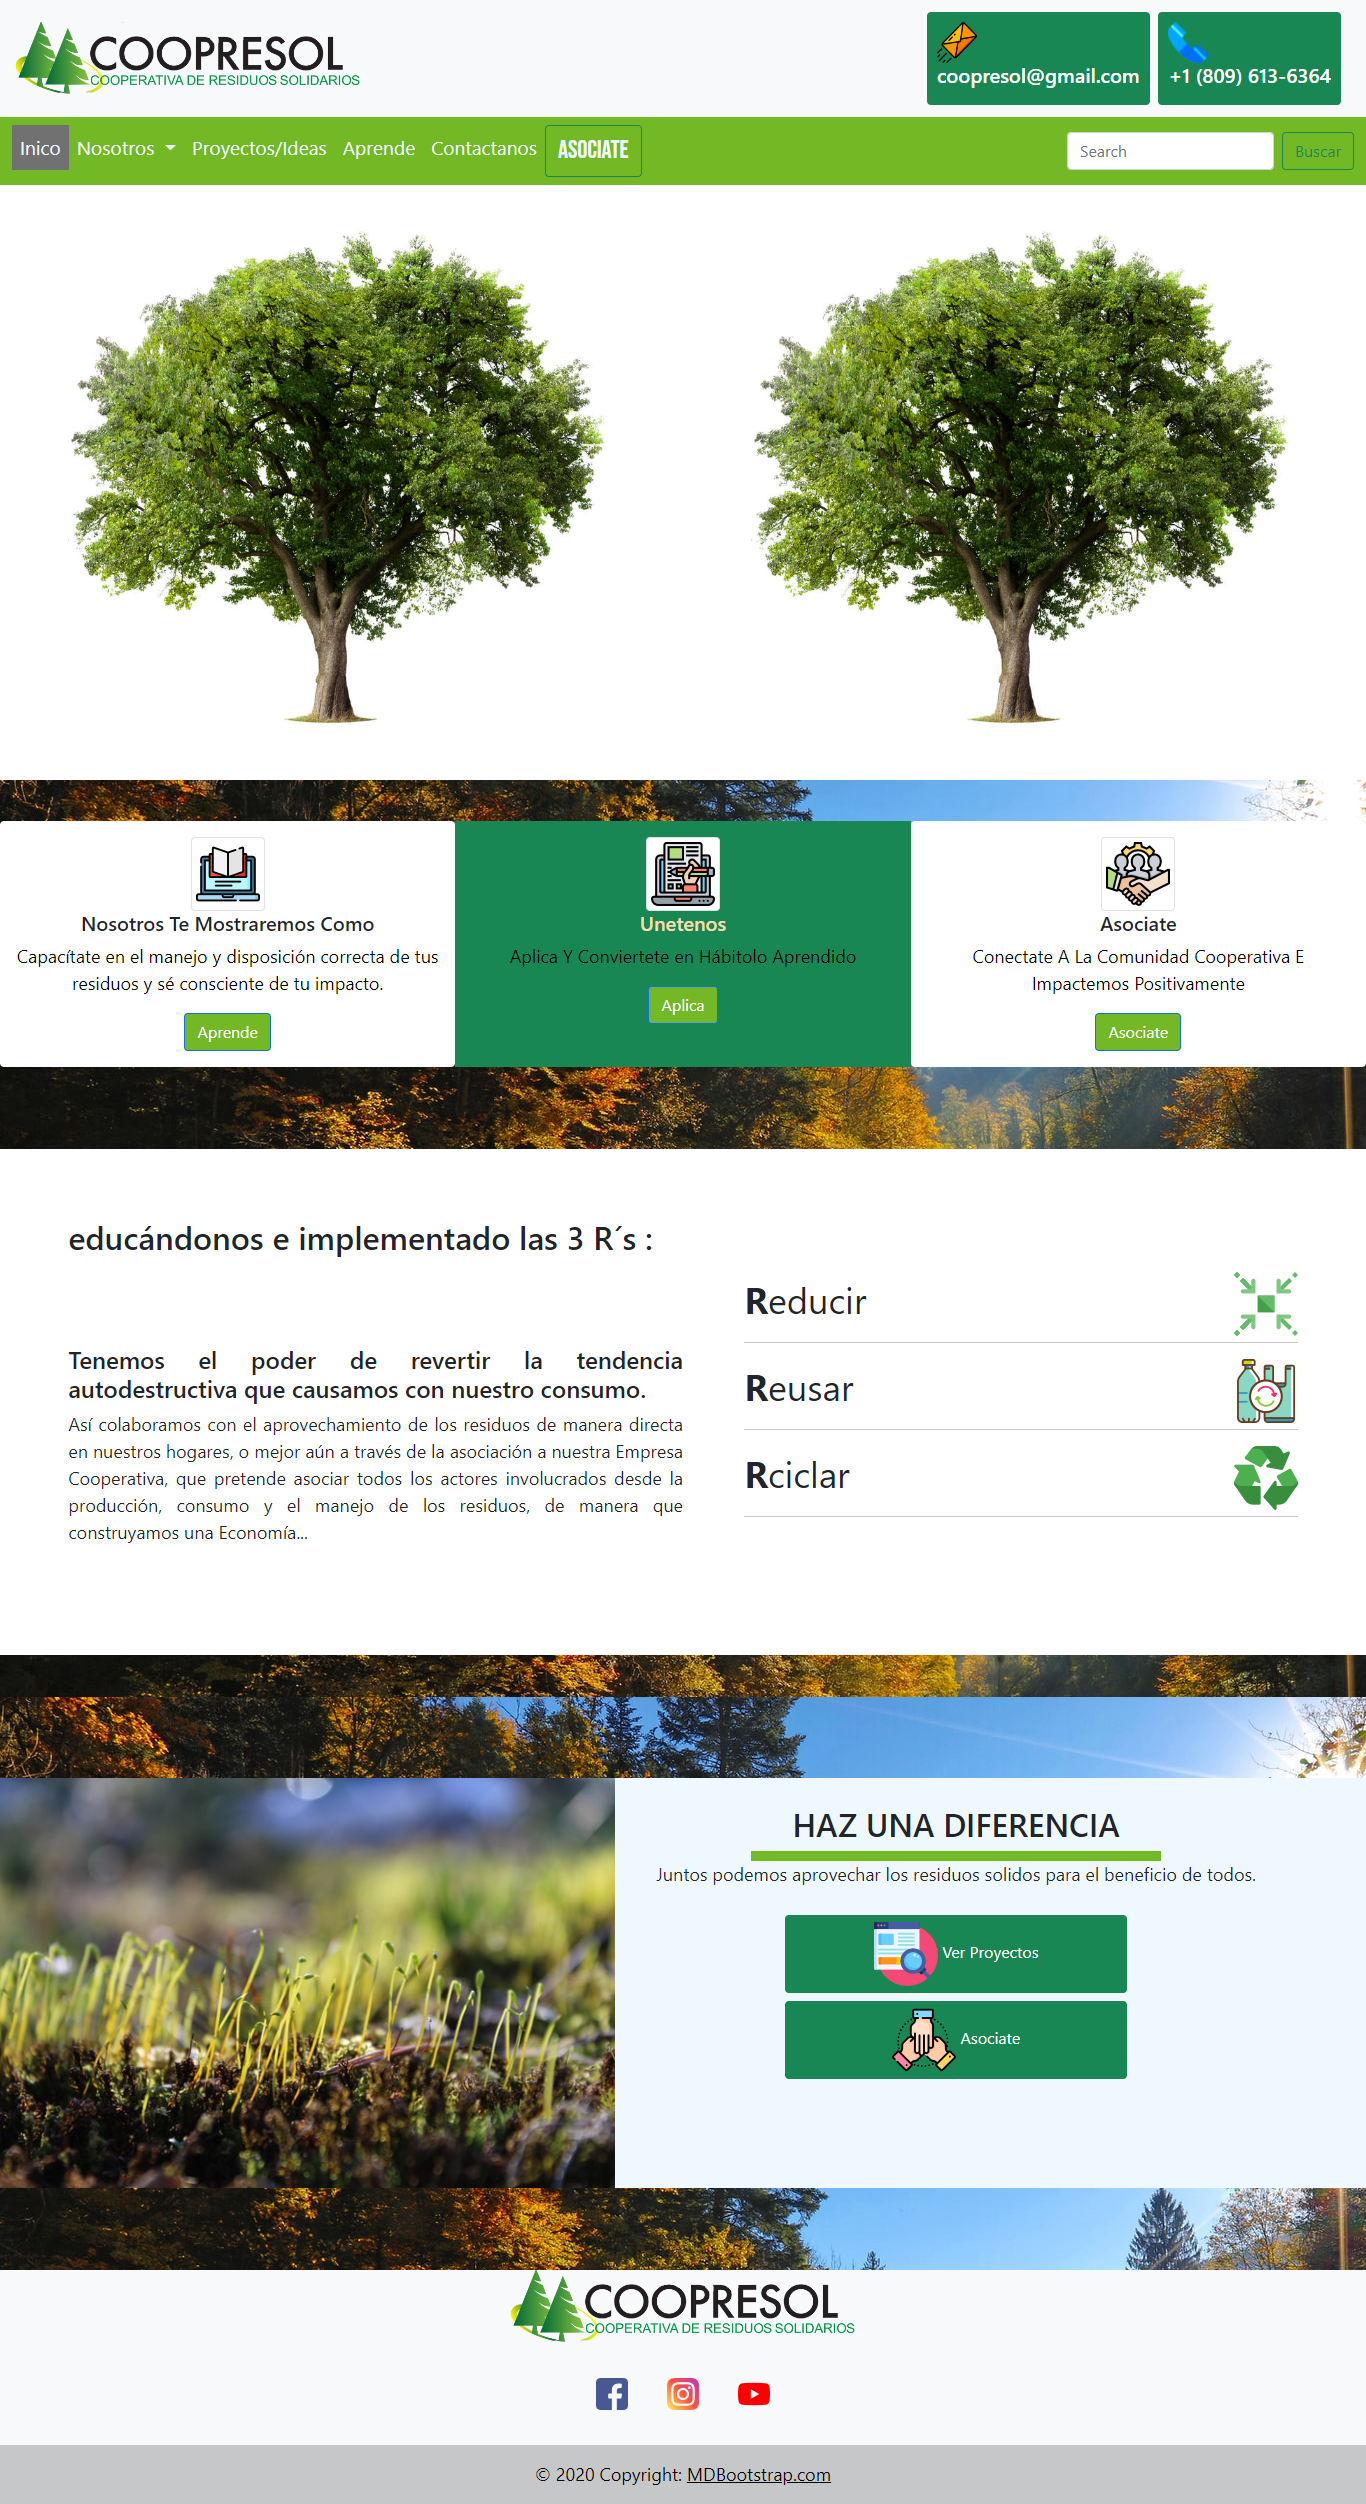 COOPRESOL
COOPERATIVA DE RESIDUOS SOLIDARIOS
coopresol@gmail.com
+1 (809) 613-6364
Inico
Nosotros
Proyectos/Ideas
Aprende
Contactanos
ASOCIATE
Search
Buscar
Nosotros Te Mostraremos Como
Capacítate en el manejo y disposición correcta de tus
residuos y sé consciente de tu impacto.
Aprende
Unetenos
Aplica Y Conviertete en Hábitolo Aprendido
Aplica
Asociate
Conectate A La Comunidad Cooperativa E
Impactemos Positivamente
Asociate
educándonos e implementado las 3 R´s :
Tenemos el poder de revertir la tendencia
autodestructiva que causamos con nuestro consumo.
Así colaboramos con el aprovechamiento de los residuos de manera directa
en nuestros hogares, o mejor aún a través de la asociación a nuestra Empresa
Cooperativa, que pretende asociar todos los actores involucrados desde la
producción, consumo y el manejo de los residuos, de manera que
construyamos una Economía...
Reducir
Reusar
Rciclar
HAZ UNA DIFERENCIA
Juntos podemos aprovechar los residuos solidos para el beneficio de todos.
Ver Proyectos
Asociate
COOPRESOL
COOPERATIVA DE RESIDUOS SOLIDARIOS
© 2020 Copyright: MDBootstrap.com